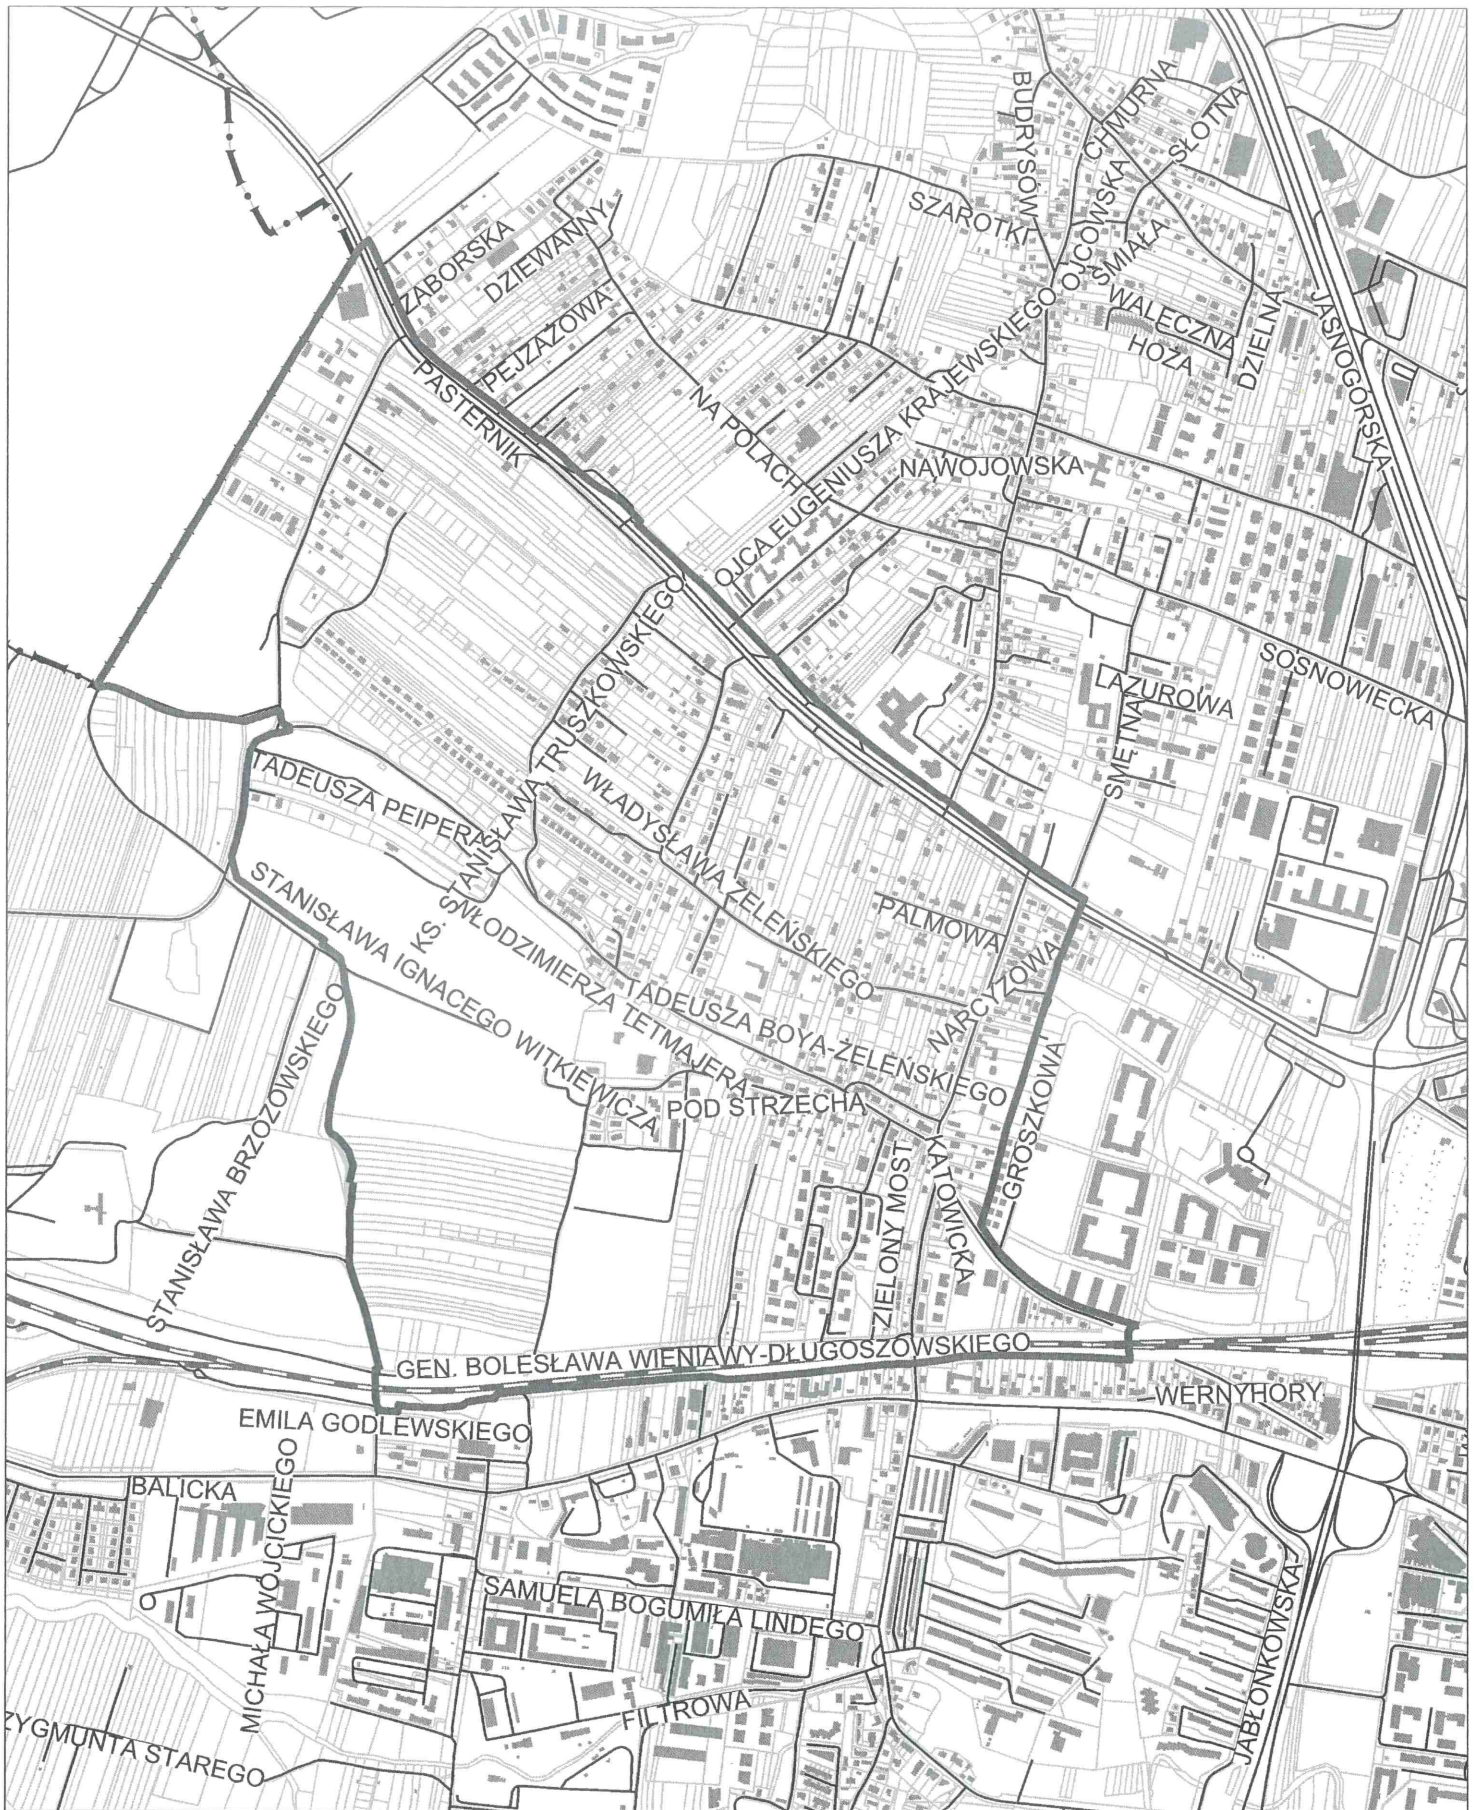 BUDRYSÓW
CHMURNA
SŁOTNA
SZAROTKI
OJCOWSKA
ŚMIAŁA
ZABORSKA
DZIEWANNY
PEJZAŻOWA
WALECZNA
HOŻA
DZIELNA
JASNOGÓRSKA
PASTERNIK
NA POLACH
OJCA EUGENIUSZA KRAJEWSKIEGO
NAWOJOWSKA
SOSNOWIECKA
LAZUROWA
SMĘTNA
KS. STANISŁAWA TRUSZKOWSKIEGO
TADEUSZA PEIPERA
WŁADYSŁAWA ŻELEŃSKIEGO
STANISŁAWA IGNACEGO WITKIEWICZA
WŁODZIMIERZA TETMAJERA
PALMOWA
NARCYZOWA
TADEUSZA BOYA-ŻELEŃSKIEGO
STANISŁAWA BRZOZOWSKIEGO
POD STRZECHĄ
GROSZKOWA
ZIELONY MOST
KATOWICKA
GEN. BOLESŁAWA WIENIAWY-DŁUGOSZOWSKIEGO
WERNYHORY
EMILA GODLEWSKIEGO
BALICKA
MICHAŁA WÓJCICKIEGO
SAMUELA BOGUMIŁA LINDEGO
FILTROWA
JABŁONKOWSKA
ZYGMUNTA STAREGO